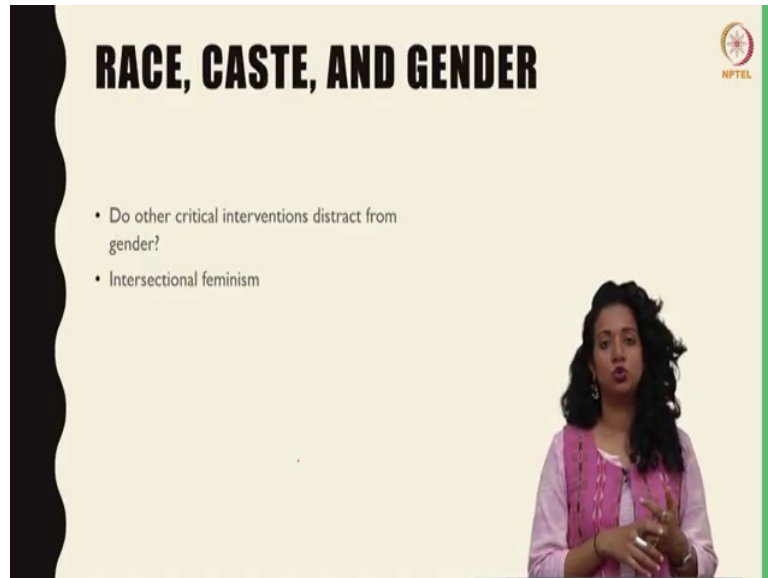 RACE, CASTE, AND GENDER
NPTEL
• Do other critical interventions distract from
gender?
• Intersectional feminism